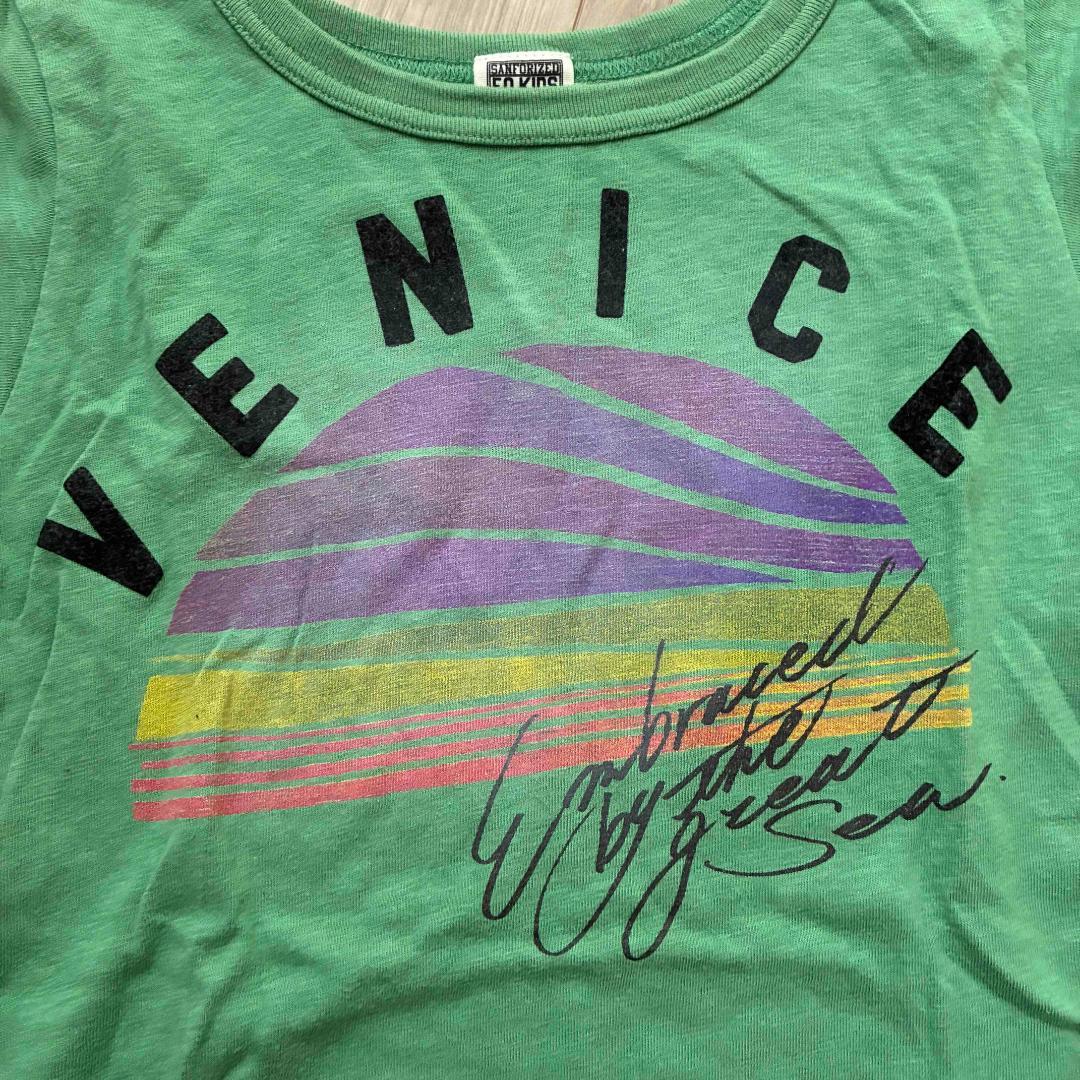 SANFORIZED
F.O.KIDS
VENICE
Embraced
by the
great
Sea.